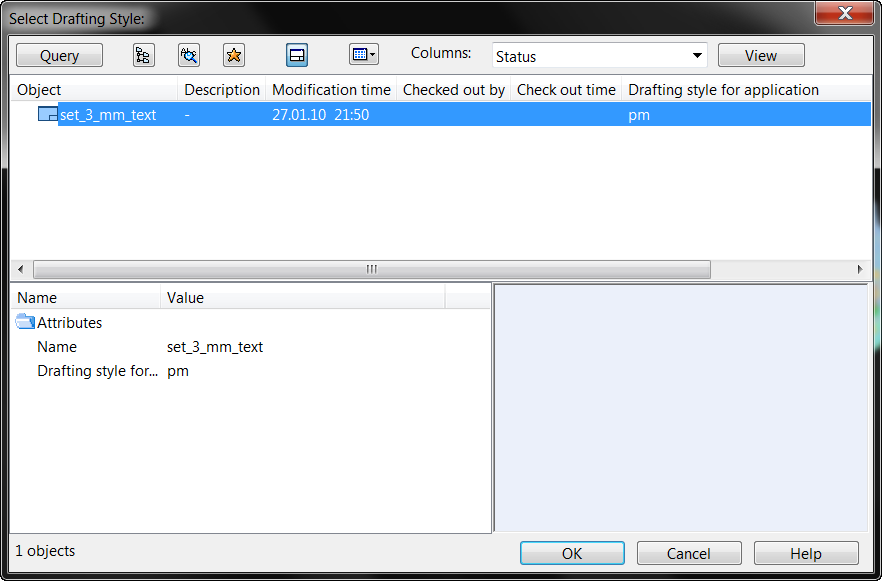 Select Drafting Style:
Query Columns: Status View
Object Description Modification time Checked out by Check out time Drafting style for application
set_3_mm_text - 27.01.10 21:50 pm
Name Value
Attributes
Name set_3_mm_text
Drafting style for... pm
1 objects
OK Cancel Help